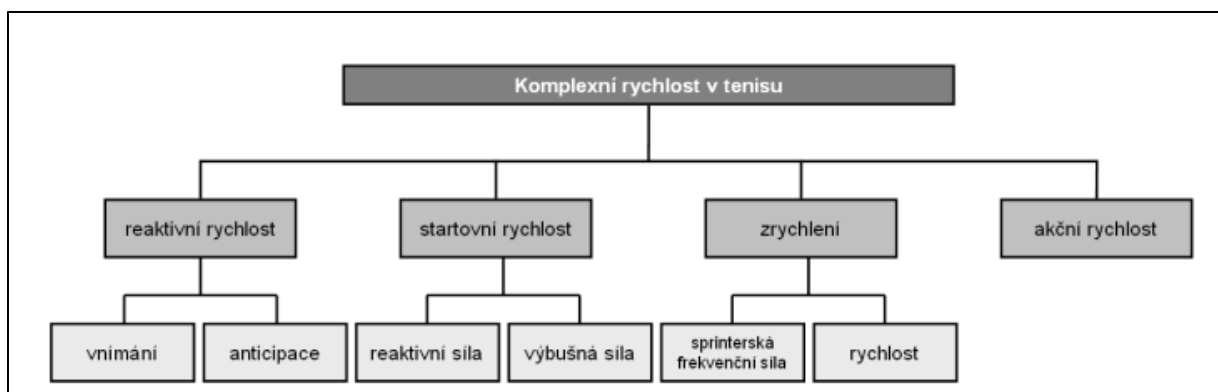 Komplexní rychlost v tenisu
reaktivní rychlost
startovní rychlost
zrychlení
akční rychlost
vnímání
anticipace
reaktivní síla
výbušná síla
sprinterská
frekvenční síla
rychlost